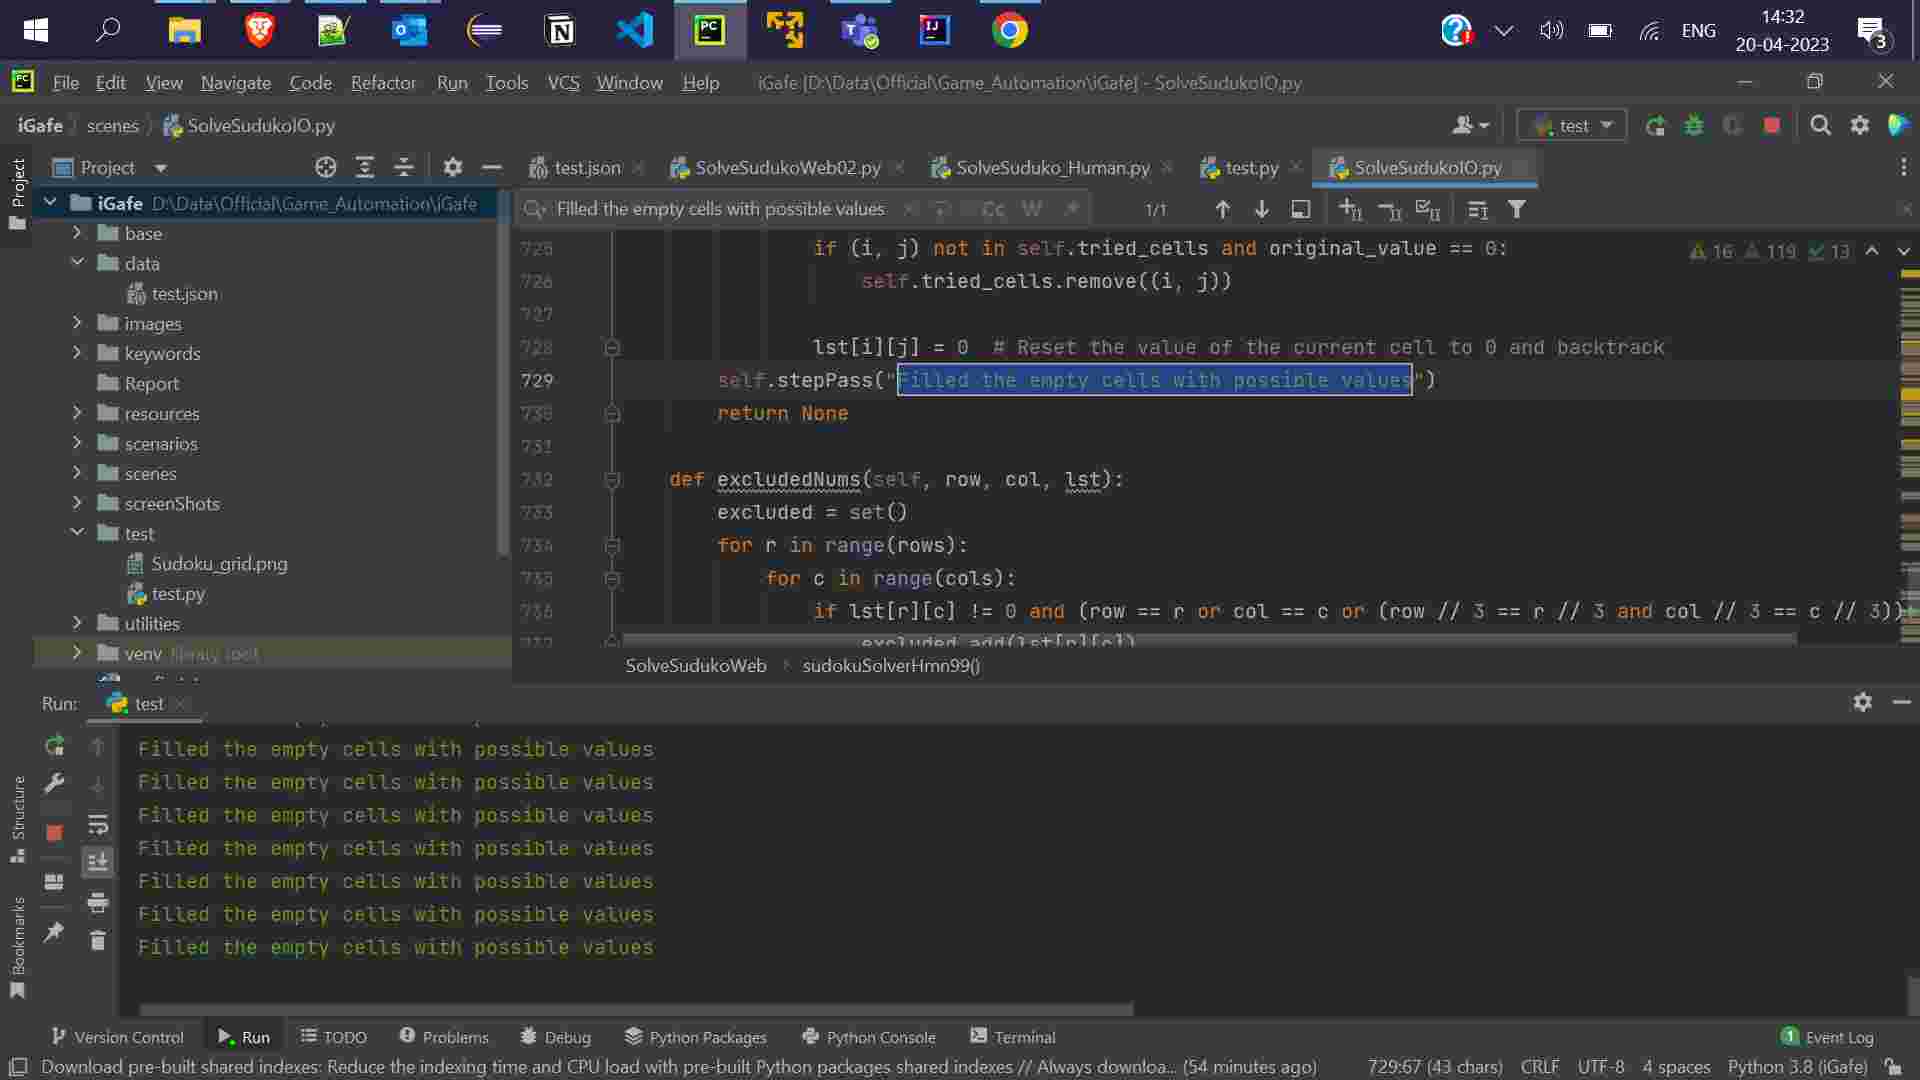 ENG
14:32
20-04-2023
3
File Edit View Navigate Code Refactor Run Tools VCS Window Help iGafe [D:\Data\Official\Game_Automation\iGafe] - SolveSudukoIO.py
iGafe scenes SolveSudukoIO.py
test
Project
test.json SolveSudukoWeb02.py SolveSuduko_Human.py test.py SolveSudukoIO.py
Project
iGafe D:\Data\Official\Game_Automation\iGafe
base
data
test.json
images
keywords
Report
resources
scenarios
scenes
screenShots
test
Sudoku_grid.png
test.py
utilities
venv library root
Filled the empty cells with possible values Cc W 1/1
16 119 13
725 if (i, j) not in self.tried_cells and original_value == 0:
726 self.tried_cells.remove((i, j))
727
728 lst[i][j] = 0 # Reset the value of the current cell to 0 and backtrack
729 self.stepPass("Filled the empty cells with possible values")
730 return None
731
732 def excludedNums(self, row, col, lst):
733 excluded = set()
734 for r in range(rows):
735 for c in range(cols):
736 if lst[r][c] != 0 and (row == r or col == c or (row // 3 == r // 3 and col // 3 == c // 3)):
737 excluded.add(lst[r][c])
SolveSudukoWeb sudokuSolverHmn99()
Run: test
Filled the empty cells with possible values
Filled the empty cells with possible values
Filled the empty cells with possible values
Filled the empty cells with possible values
Filled the empty cells with possible values
Filled the empty cells with possible values
Filled the empty cells with possible values
Structure
Bookmarks
Version Control Run TODO Problems Debug Python Packages Python Console Terminal 1 Event Log
Download pre-built shared indexes: Reduce the indexing time and CPU load with pre-built Python packages shared indexes // Always downloa... (54 minutes ago) 729:67 (43 chars) CRLF UTF-8 4 spaces Python 3.8 (iGafe)